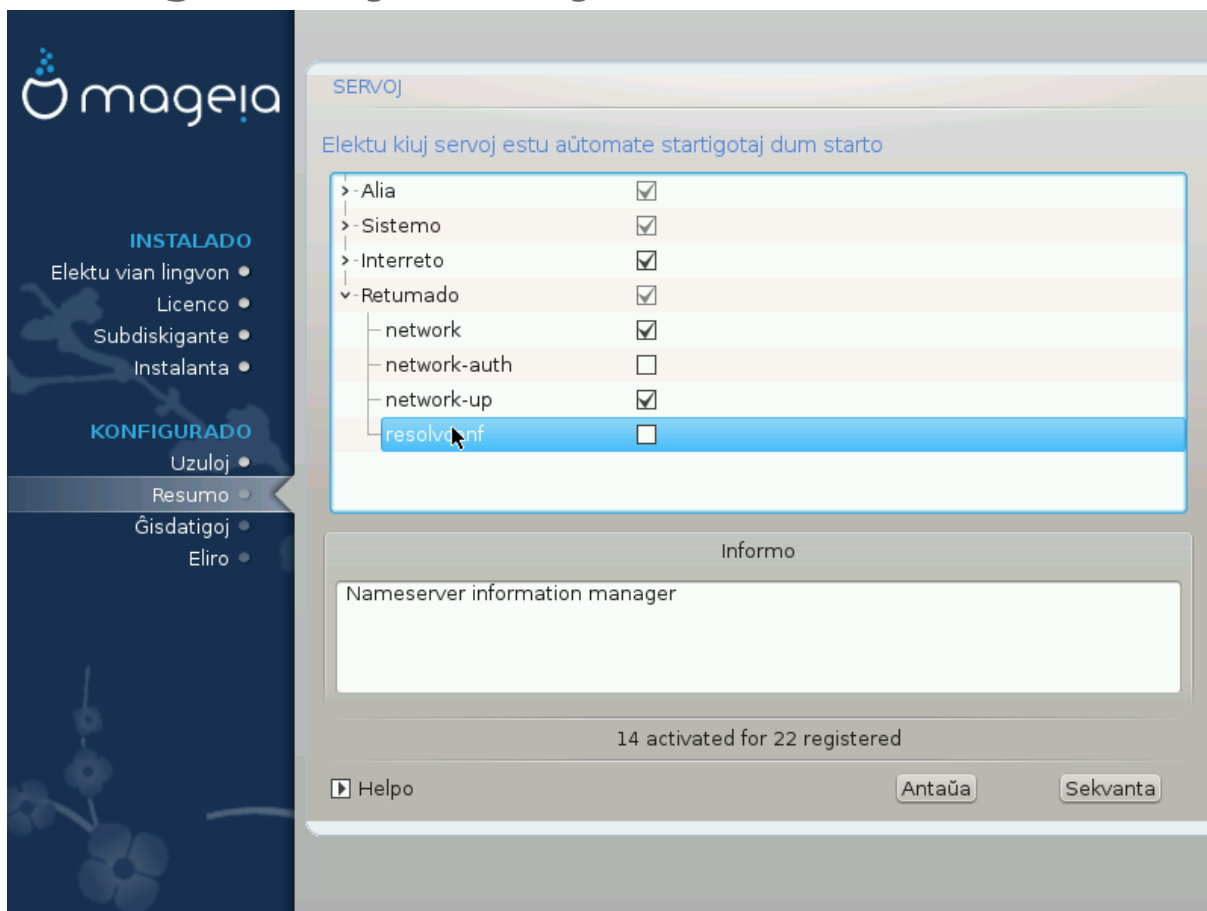 mageia
INSTALADO
Elektu vian lingvon
Licenco
Subdiskigante
Instalanta
KONFIGURADO
Uzuloj
Resumo
Ĝisdatigoj
Eliro
SERVOJ
Elektu kiuj servoj estu aŭtomate startigotaj dum starto
Alia
Sistemo
Interreto
Retumado
network
network-auth
network-up
resolvconf
Informo
Nameserver information manager
14 activated for 22 registered
Helpo
Antaŭa
Sekvanta